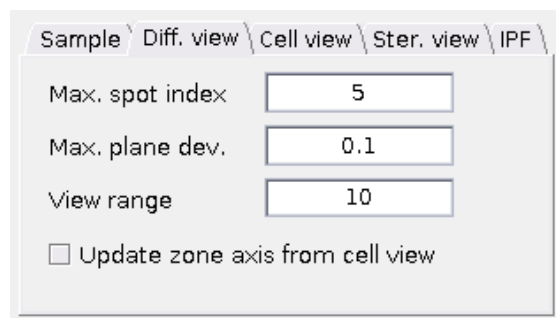 Sample Diff. view Cell view Ster. view IPF
Max. spot index 5
Max. plane dev. 0.1
View range 10
Update zone axis from cell view